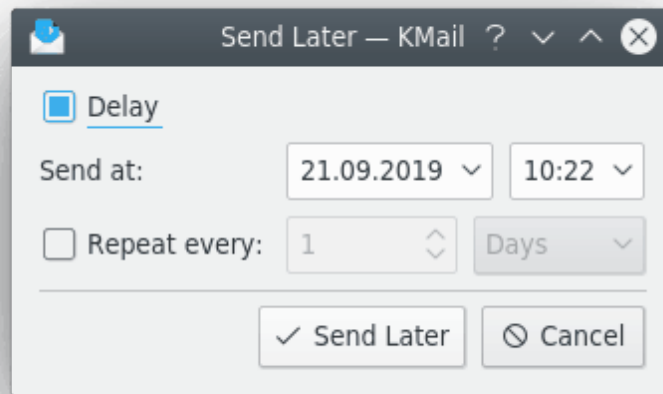 Send Later — KMail ?
Delay
Send at: 21.09.2019 10:22
Repeat every: 1 Days
Send Later Cancel